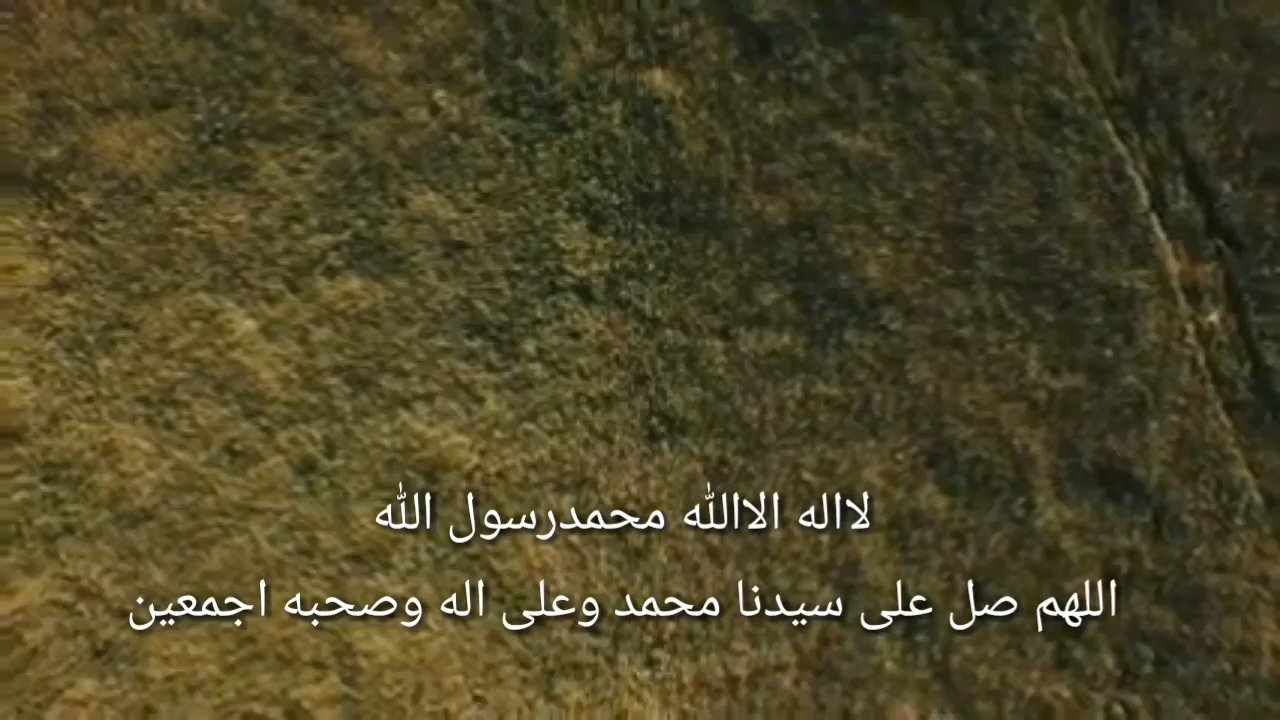 لااله الاالله محمدرسول الله
اللهم صل على سيدنا محمد وعلى اله وصحبه اجمعين